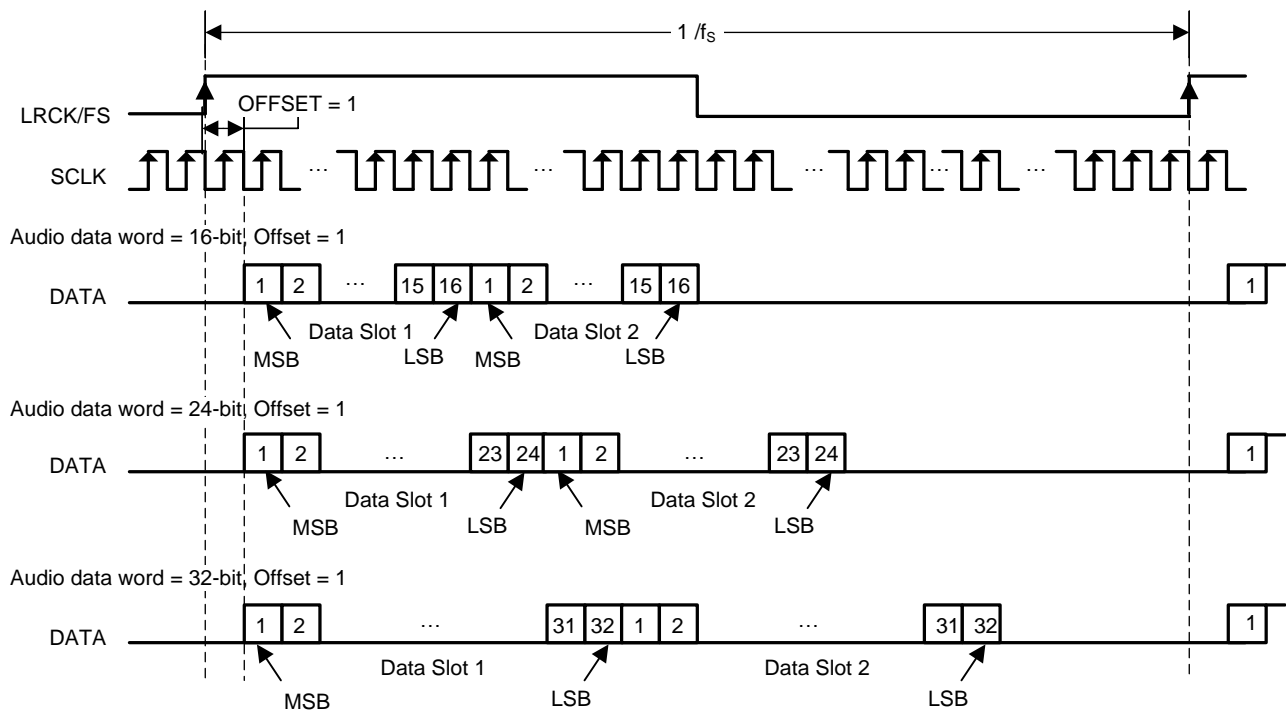 1 /fS
LRCK/FS
OFFSET = 1
SCLK
... ... ... ... ...
Audio data word = 16-bit, Offset = 1
DATA
1 2 ... 15 16 1 2 ... 15 16 1
Data Slot 1 Data Slot 2
MSB LSB MSB LSB
Audio data word = 24-bit, Offset = 1
DATA
1 2 ... 23 24 1 2 ... 23 24 1
Data Slot 1 Data Slot 2
MSB LSB MSB LSB
Audio data word = 32-bit, Offset = 1
DATA
1 2 ... 31 32 1 2 ... 31 32 1
Data Slot 1 Data Slot 2
MSB LSB LSB